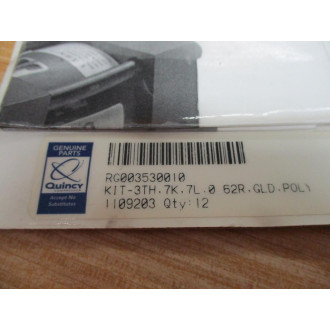 GENUINE
PARTS
Quincy
Accept No
Substitutes
RG003530010
KIT-3TH.7K.7L.0 62R.GLD.POLY
1109203 Qty:12